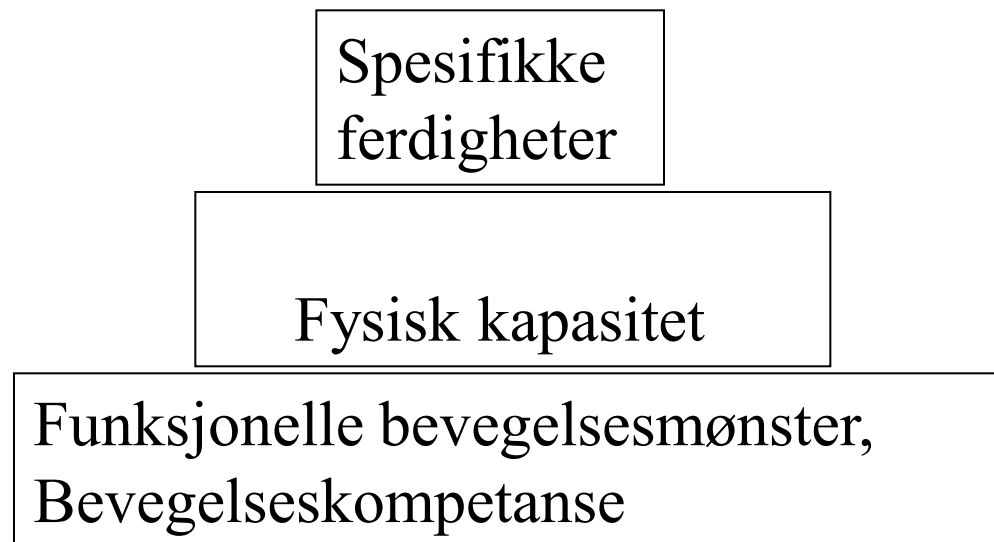 Spesifikke
ferdigheter
Fysisk kapasitet
Funksjonelle bevegelsesmønster,
Bevegelseskompetanse